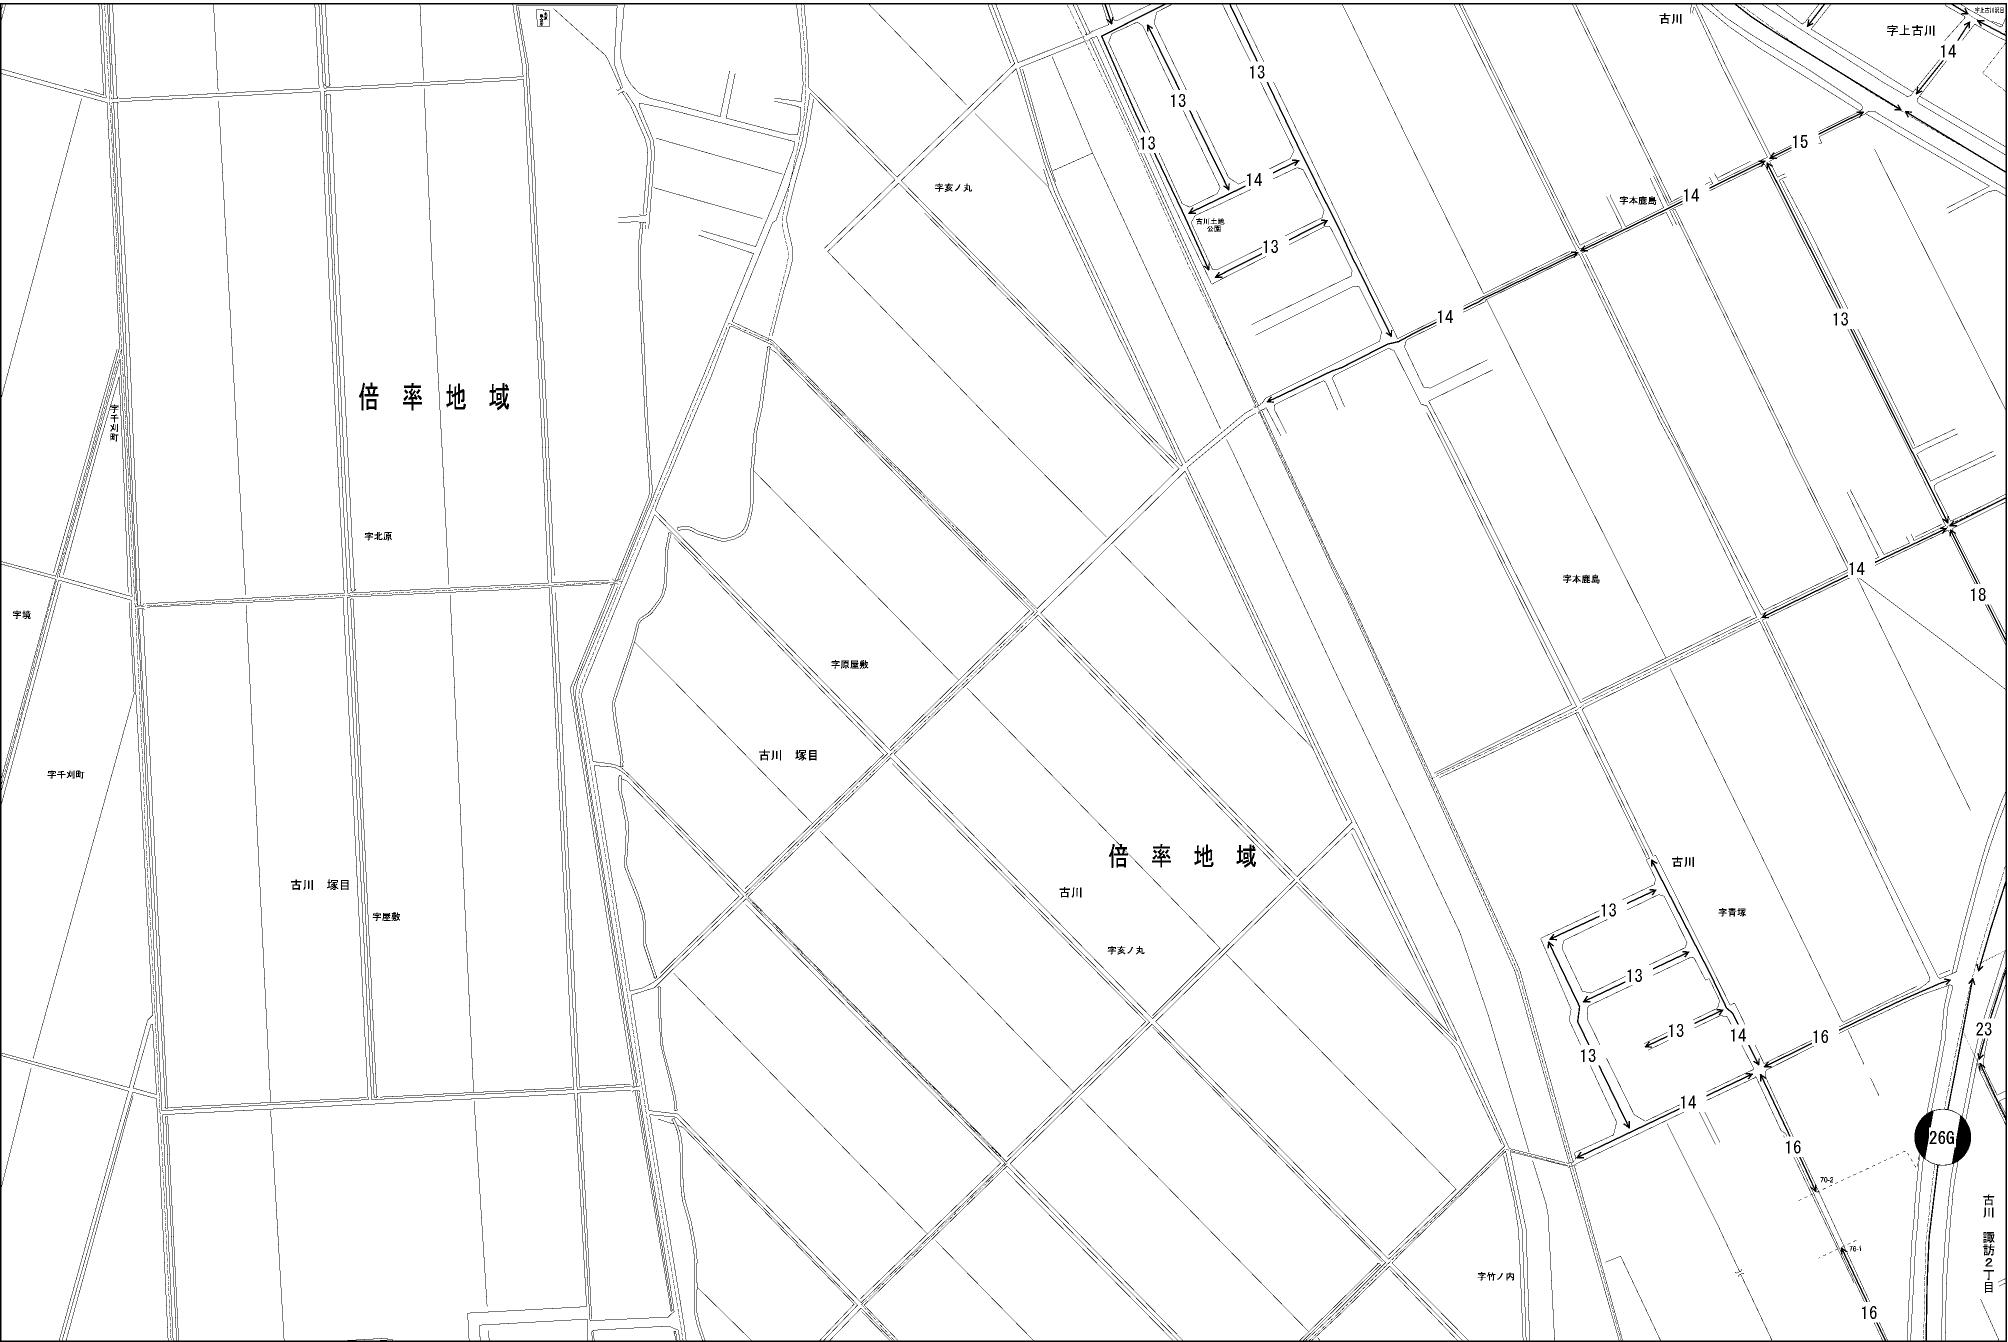 古川
字上古川
14
13
13
13
15
14
字亥ノ丸
14
字本鹿島
古川土地
公園
13
14
13
倍率地域
字千刈町
字北原
14
字本鹿島
18
字境
字原屋敷
古川 塚目
字千刈町
倍率地域
古川
古川 塚目
古川
字屋敷
13
字青塚
字亥ノ丸
13
13
14
16
23
13
14
26G
16
70-2
古川 諏訪2丁目
76-1
字竹ノ内
16